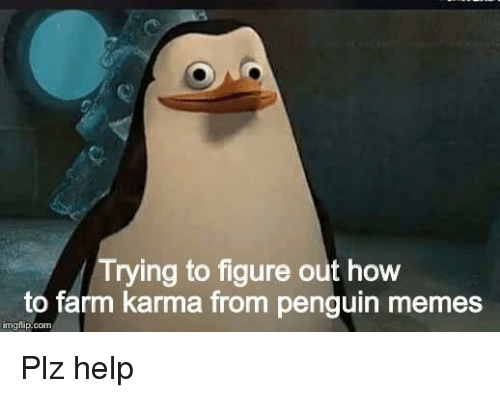 Trying to figure out how
to farm karma from penguin memes
imgflip.com
Plz help